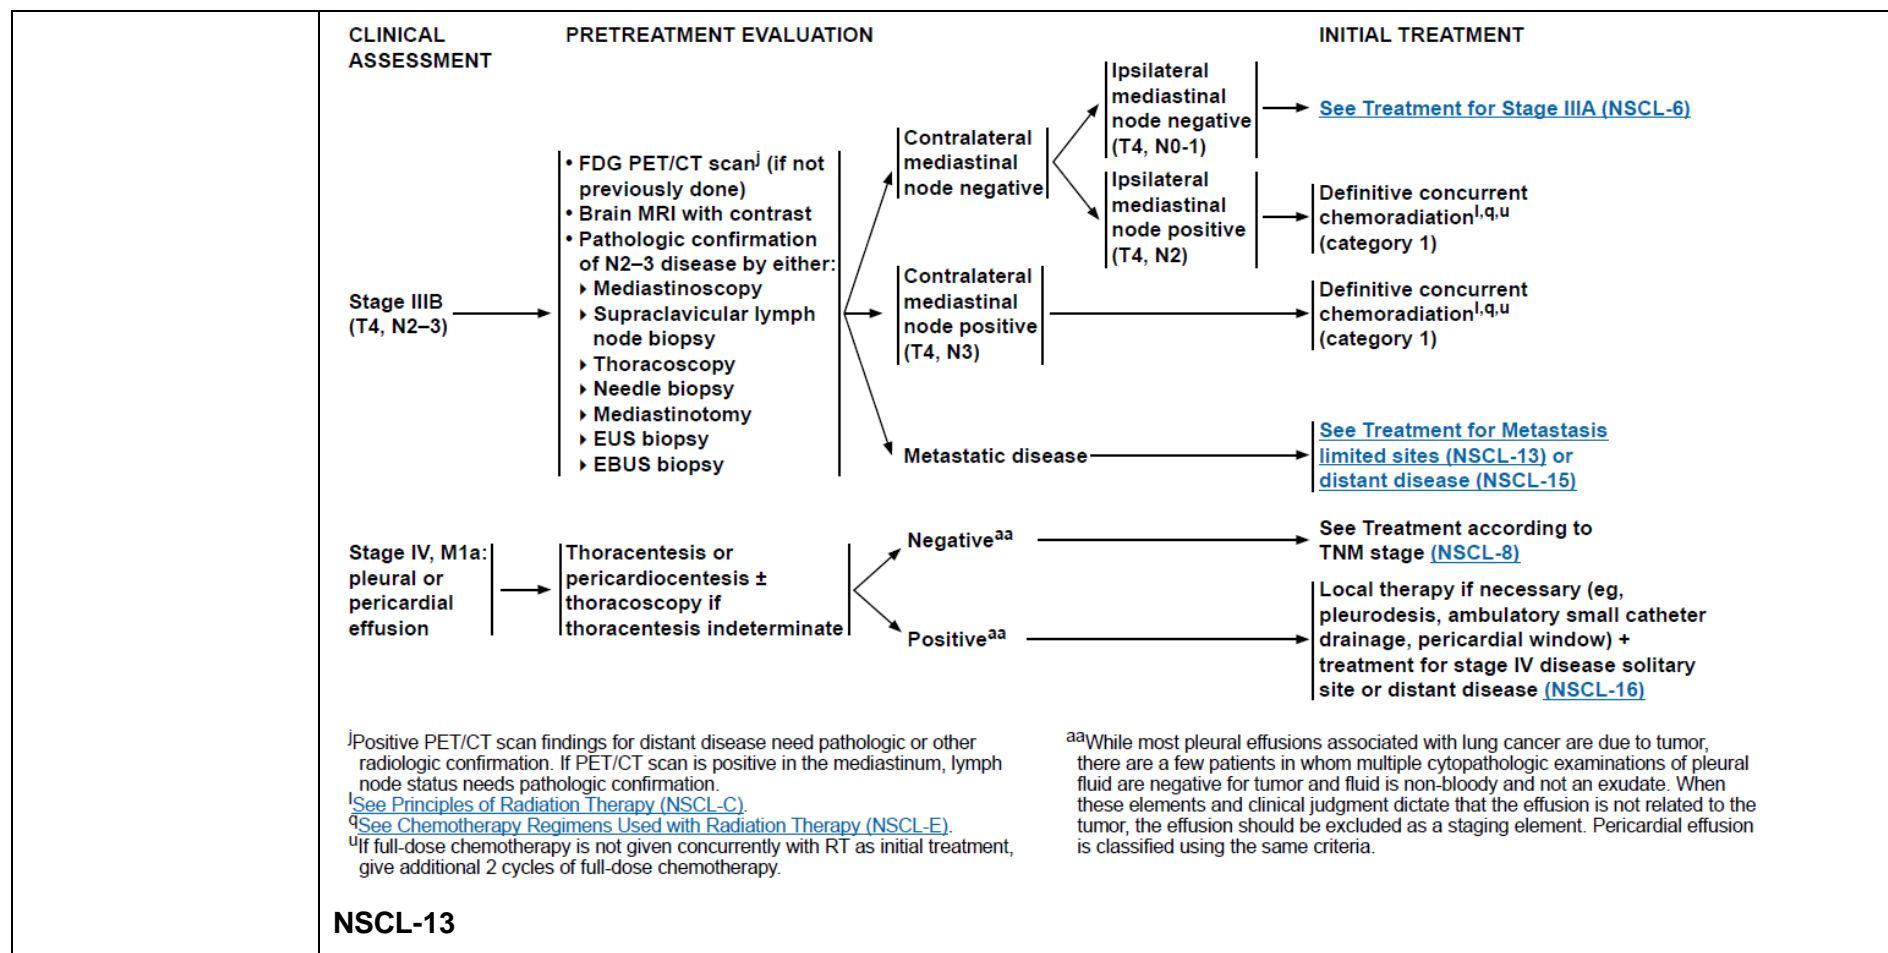 CLINICAL
ASSESSMENT
PRETREATMENT EVALUATION
INITIAL TREATMENT
Stage IIIB
(T4, N2–3)
• FDG PET/CT scanj (if not
previously done)
• Brain MRI with contrast
• Pathologic confirmation
of N2–3 disease by either:
▸ Mediastinoscopy
▸ Supraclavicular lymph
node biopsy
▸ Thoracoscopy
▸ Needle biopsy
▸ Mediastinotomy
▸ EUS biopsy
▸ EBUS biopsy
Contralateral
mediastinal
node negative
Ipsilateral
mediastinal
node negative
(T4, N0-1)
See Treatment for Stage IIIA (NSCL-6)
Ipsilateral
mediastinal
node positive
(T4, N2)
Definitive concurrent
chemoradiationl,q,u
(category 1)
Contralateral
mediastinal
node positive
(T4, N3)
Definitive concurrent
chemoradiationl,q,u
(category 1)
Metastatic disease
See Treatment for Metastasis
limited sites (NSCL-13) or
distant disease (NSCL-15)
Stage IV, M1a:
pleural or
pericardial
effusion
Thoracentesis or
pericardiocentesis ±
thoracoscopy if
thoracentesis indeterminate
Negativeaa
See Treatment according to
TNM stage (NSCL-8)
Positiveaa
Local therapy if necessary (eg,
pleurodesis, ambulatory small catheter
drainage, pericardial window) +
treatment for stage IV disease solitary
site or distant disease (NSCL-16)
jPositive PET/CT scan findings for distant disease need pathologic or other
radiologic confirmation. If PET/CT scan is positive in the mediastinum, lymph
node status needs pathologic confirmation.
lSee Principles of Radiation Therapy (NSCL-C).
qSee Chemotherapy Regimens Used with Radiation Therapy (NSCL-E).
uIf full-dose chemotherapy is not given concurrently with RT as initial treatment,
give additional 2 cycles of full-dose chemotherapy.
aaWhile most pleural effusions associated with lung cancer are due to tumor,
there are a few patients in whom multiple cytopathologic examinations of pleural
fluid are negative for tumor and fluid is non-bloody and not an exudate. When
these elements and clinical judgment dictate that the effusion is not related to the
tumor, the effusion should be excluded as a staging element. Pericardial effusion
is classified using the same criteria.
NSCL-13